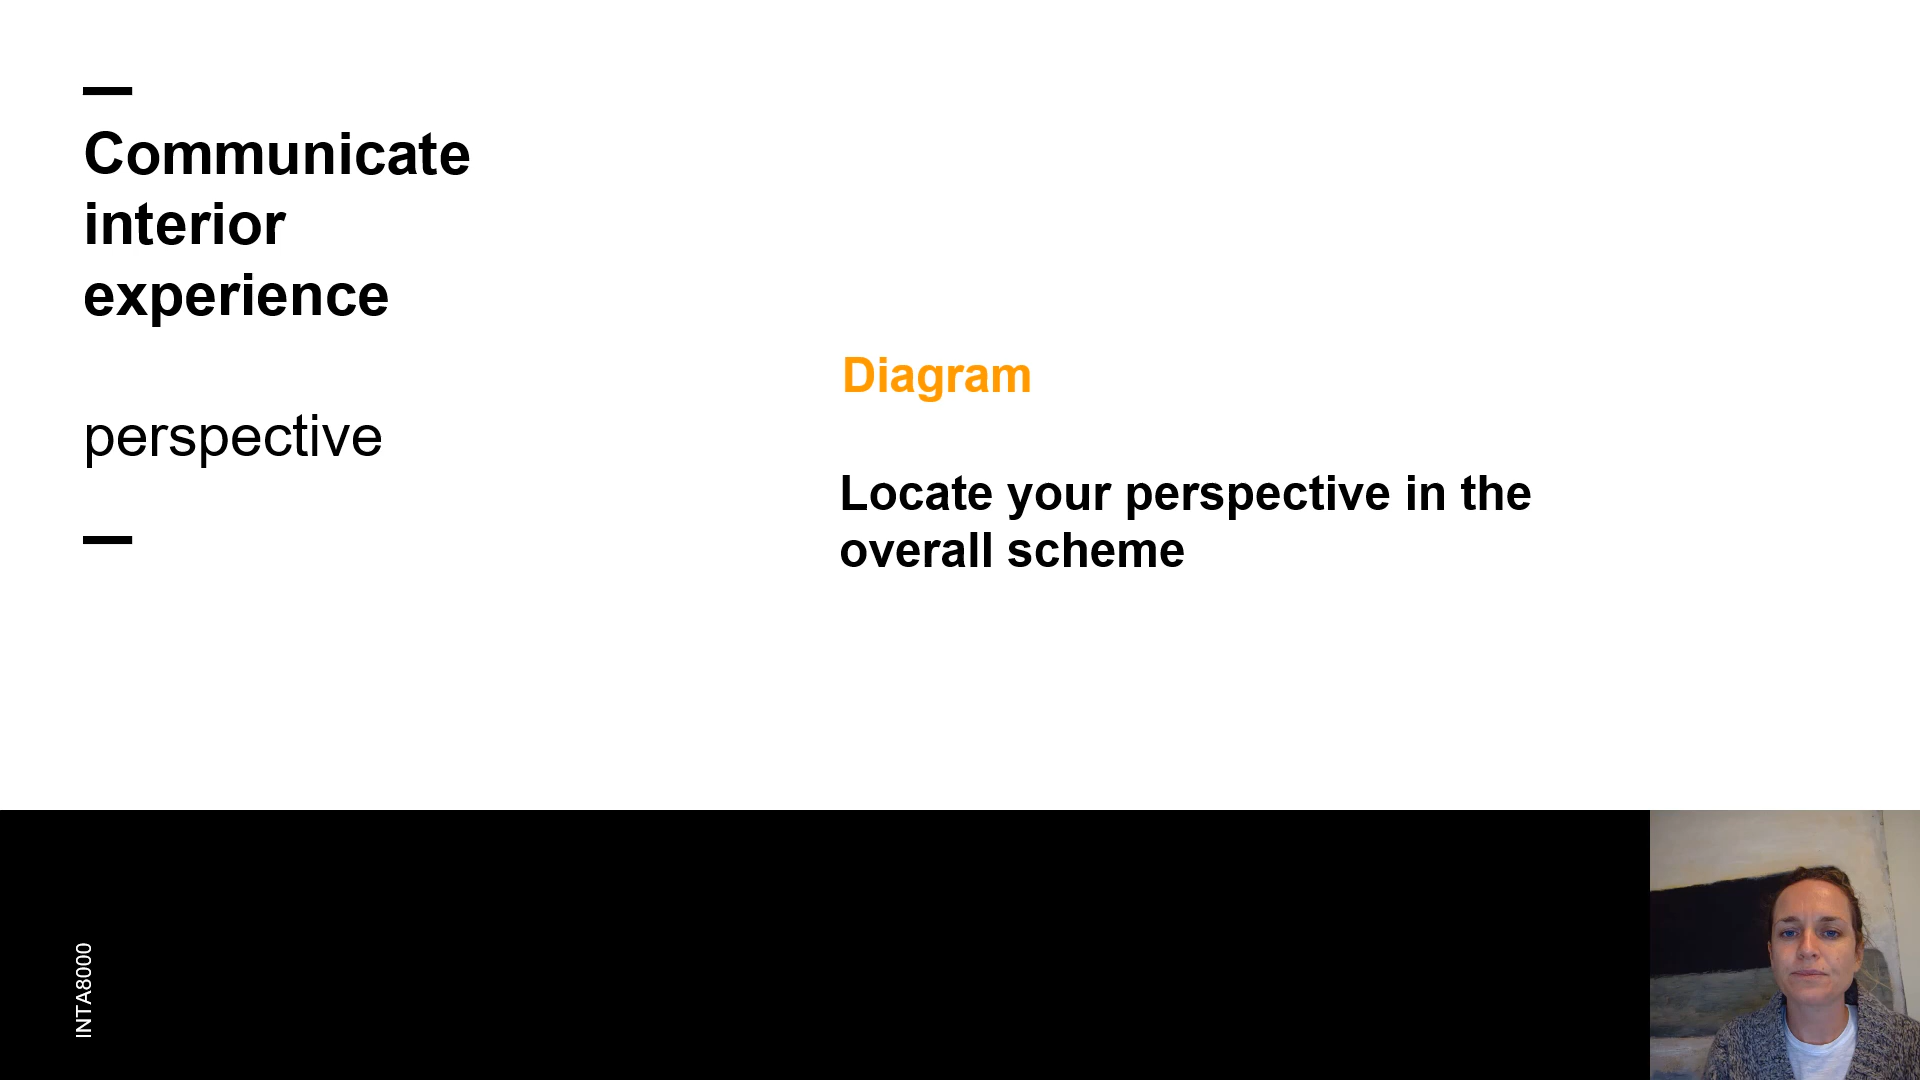 Communicate
interior
experience
perspective
Diagram
Locate your perspective in the
overall scheme
INTA8000